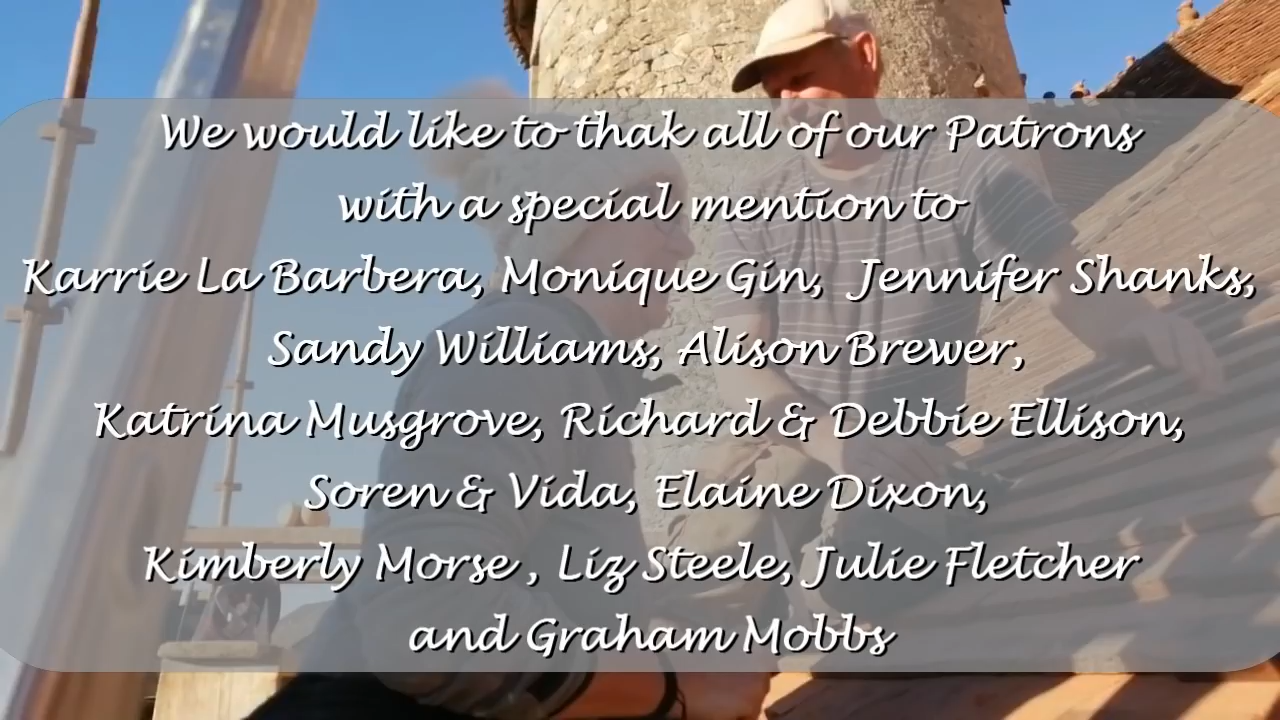 We would like to thak all of our Patrons
with a special mention to
Karrie La Barbera, Monique Gin, Jennifer Shanks,
Sandy Williams, Alison Brewer,
Katrina Musgrove, Richard & Debbie Ellison,
Soren & Vida, Elaine Dixon,
Kimberly Morse , Liz Steele, Julie Fletcher
and Graham Mobbs